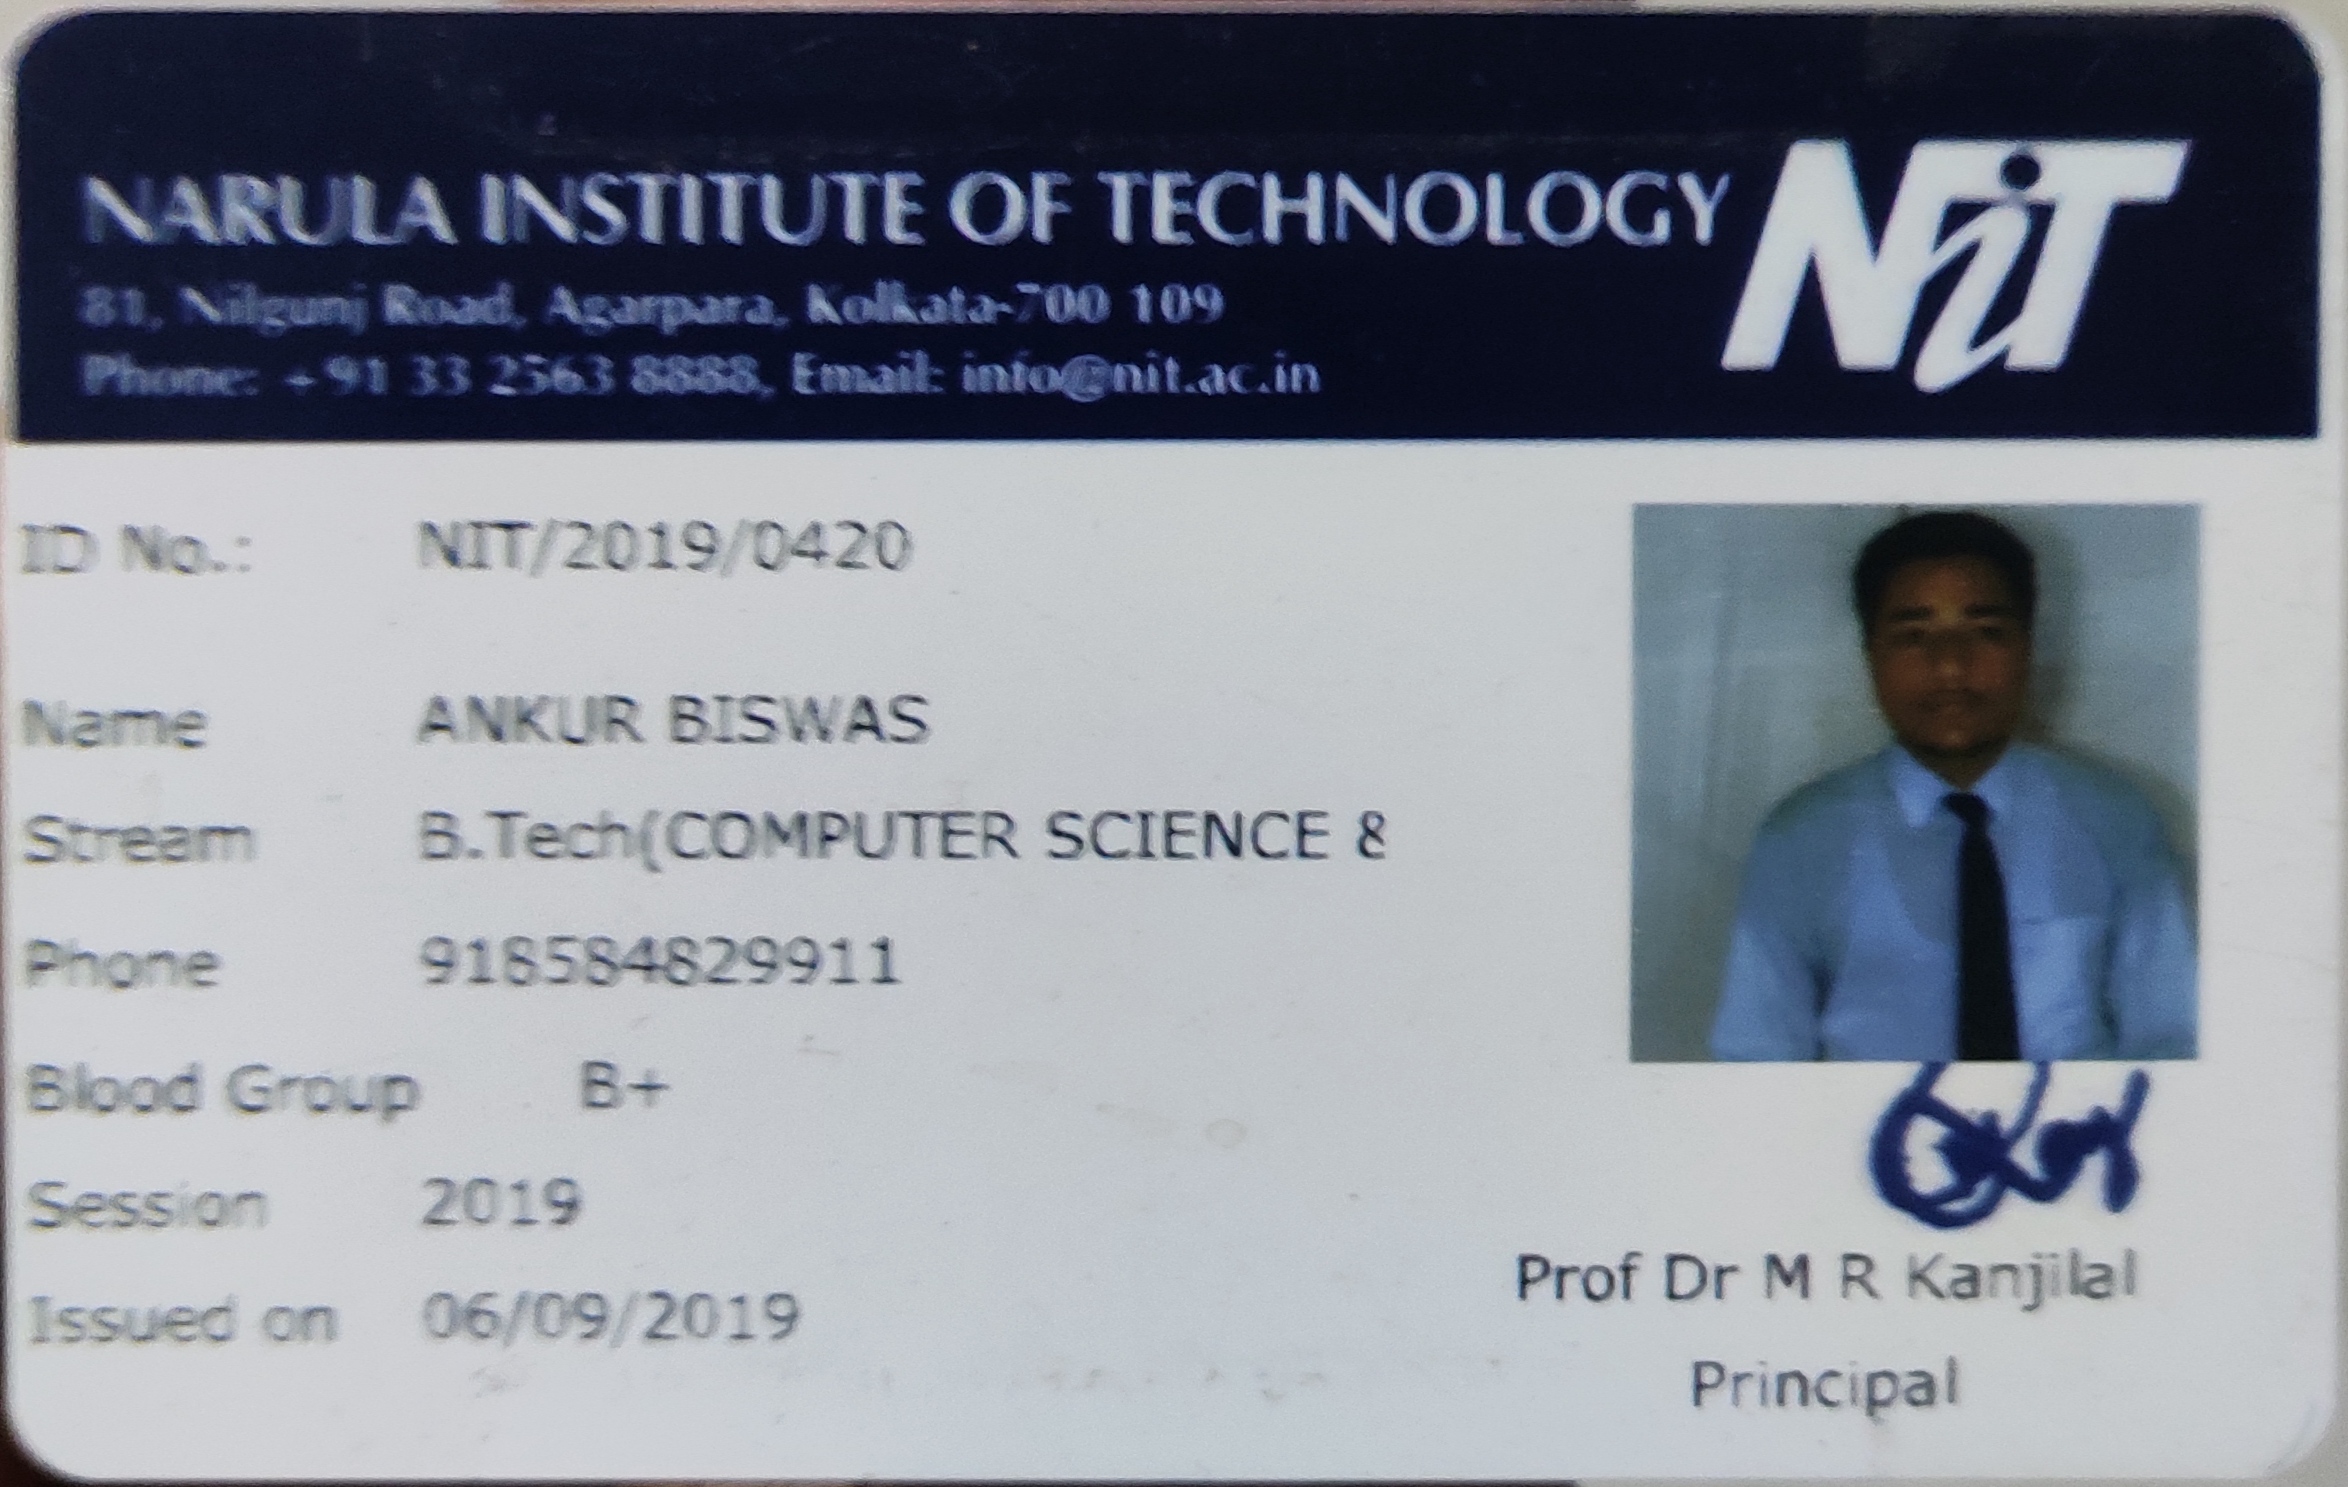 NARULA INSTITUTE OF TECHNOLOGY
NiT
81, Nilgunj Road, Agarpara, Kolkata-700 109
Phone: +91 33 2563 8888, Email: info@nit.ac.in
ID No.: NIT/2019/0420
Name ANKUR BISWAS
Stream B.Tech(COMPUTER SCIENCE &
Phone 918584829911
Blood Group B+
Session 2019
Issued on 06/09/2019
Prof Dr M R Kanjilal
Principal